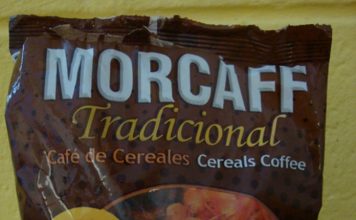 MORCAFF
Tradicional
Café de Cereales Cereals Coffee